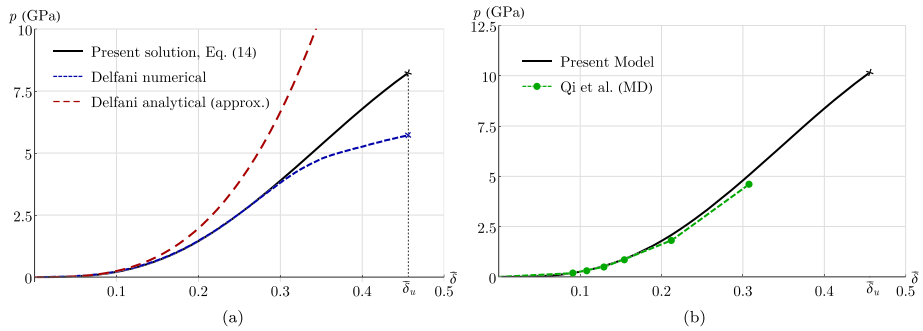 p (GPa)
10
7.5
5
2.5
0
Present solution, Eq. (14)
Delfani numerical
Delfani analytical (approx.)
0.1
0.2
0.3
0.4
δ̃ᵤ
0.5
δ̃
(a)
p (GPa)
12.5
10
7.5
5
2.5
0
Present Model
Qi et al. (MD)
0.1
0.2
0.3
0.4
δ̃ᵤ
0.5
δ̃
(b)